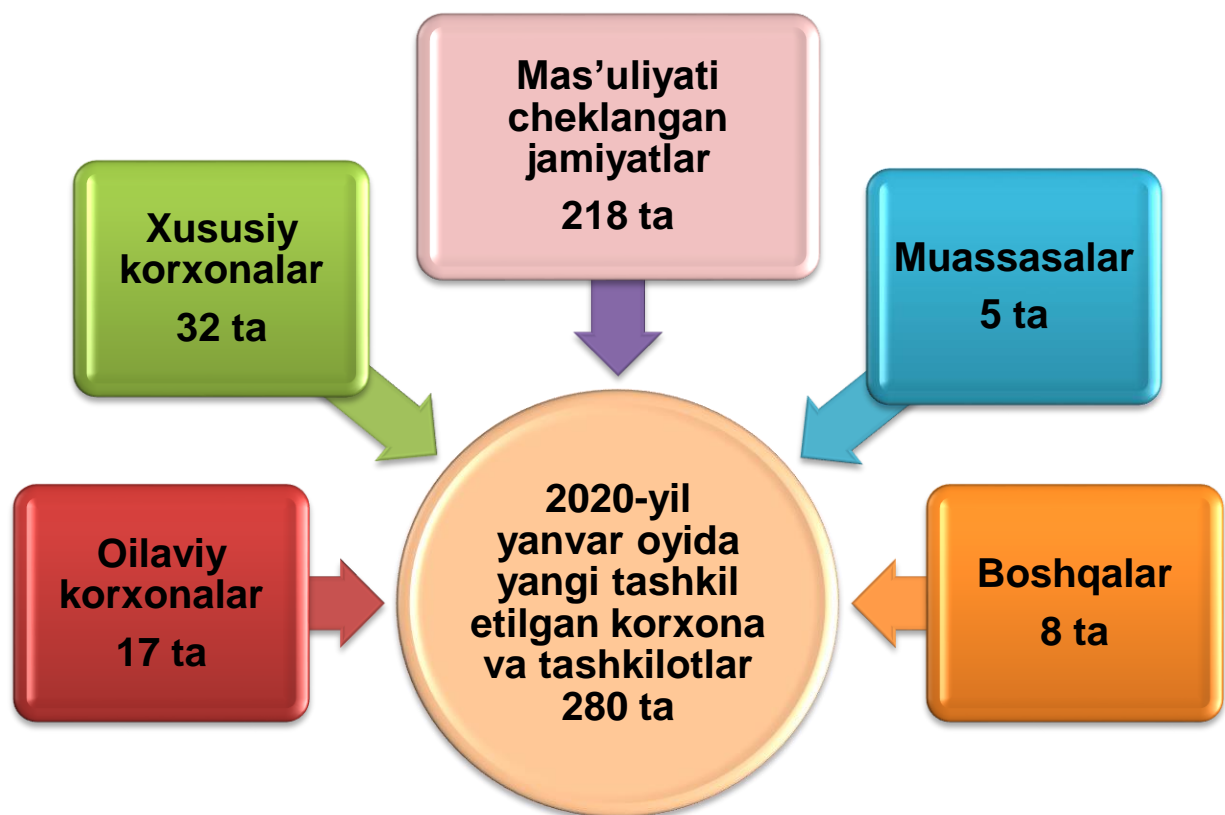 Mas’uliyati
cheklangan
jamiyatlar
218 ta
Xususiy
korxonalar
32 ta
Muassasalar
5 ta
Oilaviy
korxonalar
17 ta
2020-yil
yanvar oyida
yangi tashkil
etilgan korxona
va tashkilotlar
280 ta
Boshqalar
8 ta